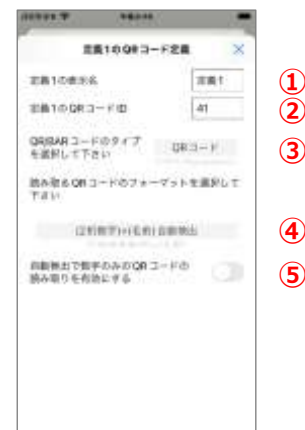 定義1のQRコード定義
定義1の表示名 定義1 ①
定義1のQRコードID 41 ②
QR/BARコードのタイプ
を選択して下さい QRコード ③
読み取るQRコードのフォーマットを選択して
下さい
自動検出 ④
自動検出で数字のみのQRコードの
読み取りを有効にする ⑤